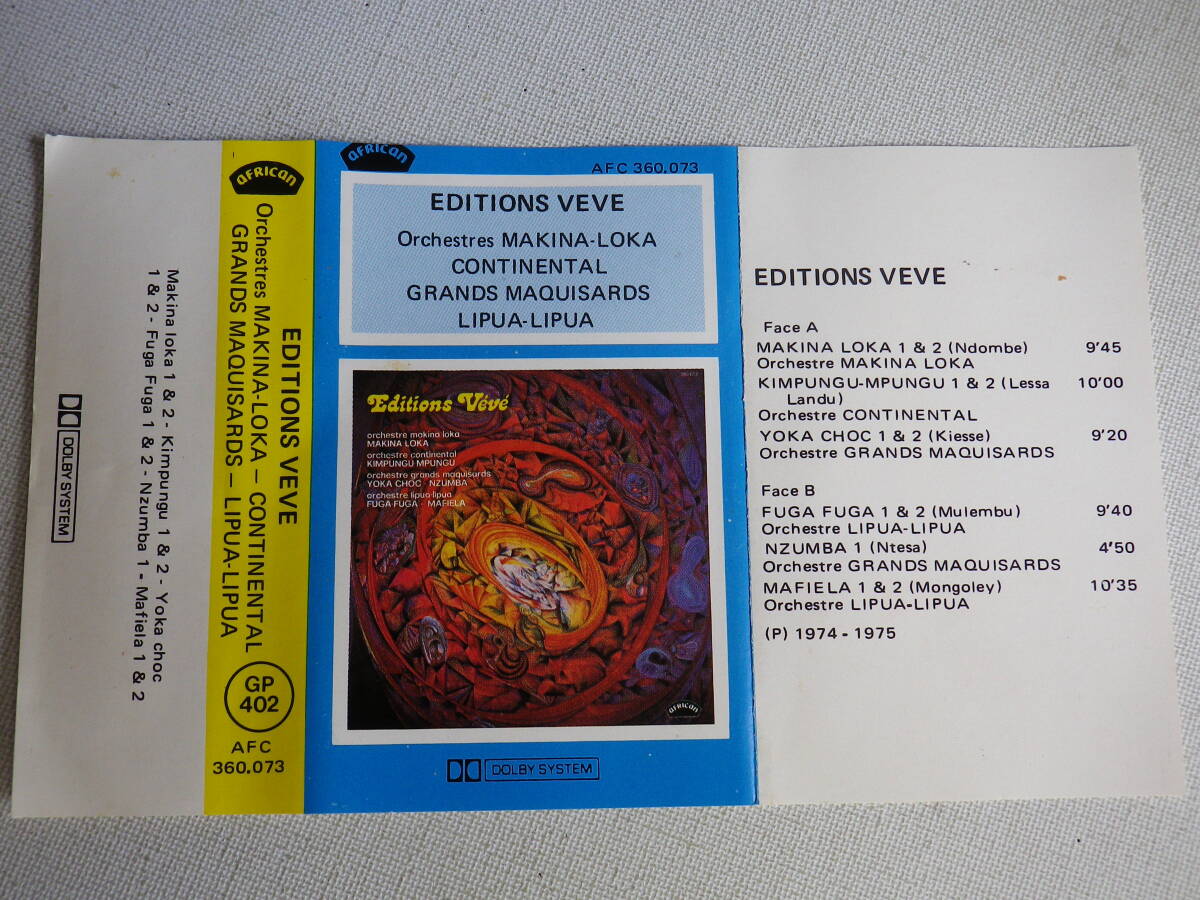 Makina loka 1 & 2 - Kimpungu 1 & 2 - Yoka choc
1 & 2 - Fuga Fuga 1 & 2 - Nzumba 1 - Mafiela 1 & 2
DOLBY SYSTEM
AFRICAN
EDITIONS VEVE
Orchestres MAKINA-LOKA – CONTINENTAL
GRANDS MAQUISARDS – LIPUA-LIPUA
GP
402
AFC
360.073
AFRICAN
AFC 360.073
EDITIONS VEVE
Orchestres MAKINA-LOKA
CONTINENTAL
GRANDS MAQUISARDS
LIPUA-LIPUA
Editions Vévé
orchestre makina loka
MAKINA LOKA
orchestre continental
KIMPUNGU MPUNGU
orchestre grands maquisards
YOKA CHOC - NZUMBA
orchestre lipua-lipua
FUGA-FUGA - MAFIELA
AFRICAN
DOLBY SYSTEM
EDITIONS VEVE
Face A
MAKINA LOKA 1 & 2 (Ndombe) 9'45
Orchestre MAKINA LOKA
KIMPUNGU-MPUNGU 1 & 2 (Lessa 10'00
Landu)
Orchestre CONTINENTAL
YOKA CHOC 1 & 2 (Kiesse) 9'20
Orchestre GRANDS MAQUISARDS
Face B
FUGA FUGA 1 & 2 (Mulembu) 9'40
Orchestre LIPUA-LIPUA
NZUMBA 1 (Ntesa) 4'50
Orchestre GRANDS MAQUISARDS
MAFIELA 1 & 2 (Mongoley) 10'35
Orchestre LIPUA-LIPUA
(P) 1974 - 1975